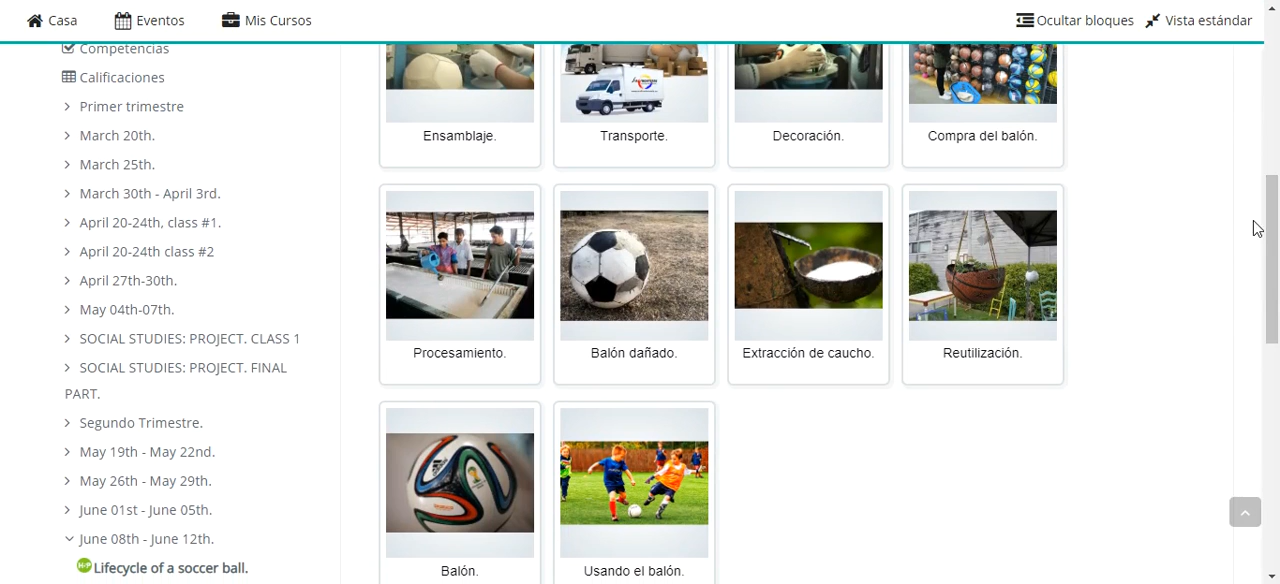 Casa
Eventos
Mis Cursos
Ocultar bloques
Vista estándar
Competencias
Calificaciones
Primer trimestre
March 20th.
March 25th.
March 30th - April 3rd.
April 20-24th, class #1.
April 20-24th class #2
April 27th-30th.
May 04th-07th.
SOCIAL STUDIES: PROJECT. CLASS 1
SOCIAL STUDIES: PROJECT. FINAL
PART.
Segundo Trimestre.
May 19th - May 22nd.
May 26th - May 29th.
June 01st - June 05th.
June 08th - June 12th.
H-P
Lifecycle of a soccer ball.
Ensamblaje.
Transporte.
Decoración.
Compra del balón.
Procesamiento.
Balón dañado.
Extracción de caucho.
Reutilización.
Balón.
Usando el balón.